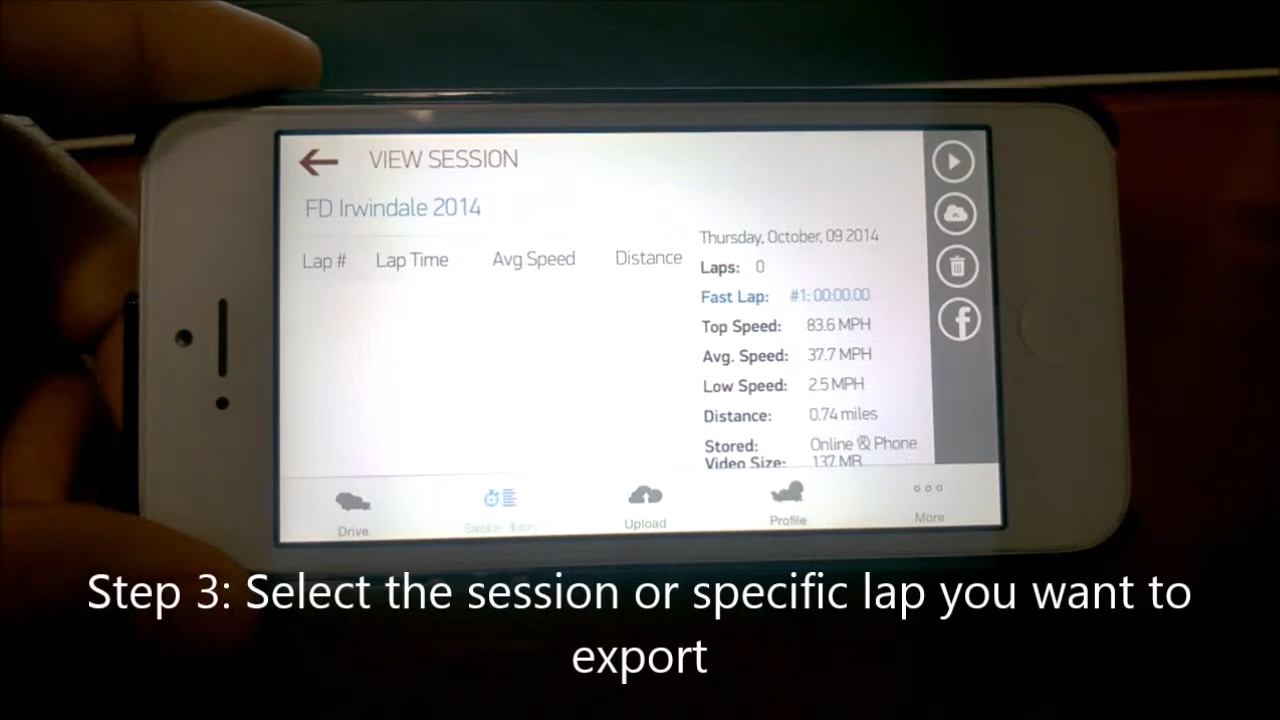 VIEW SESSION
FD Irwindale 2014
Lap # Lap Time Avg Speed Distance
Thursday, October, 09 2014
Laps: 0
Fast Lap: #1: 00:00.00
Top Speed: 83.6 MPH
Avg. Speed: 37.7 MPH
Low Speed: 2.5 MPH
Distance: 0.74 miles
Stored: Online & Phone
Video Size: 137 MB
f
Drive Session History Upload Profile More
Step 3: Select the session or specific lap you want to
export